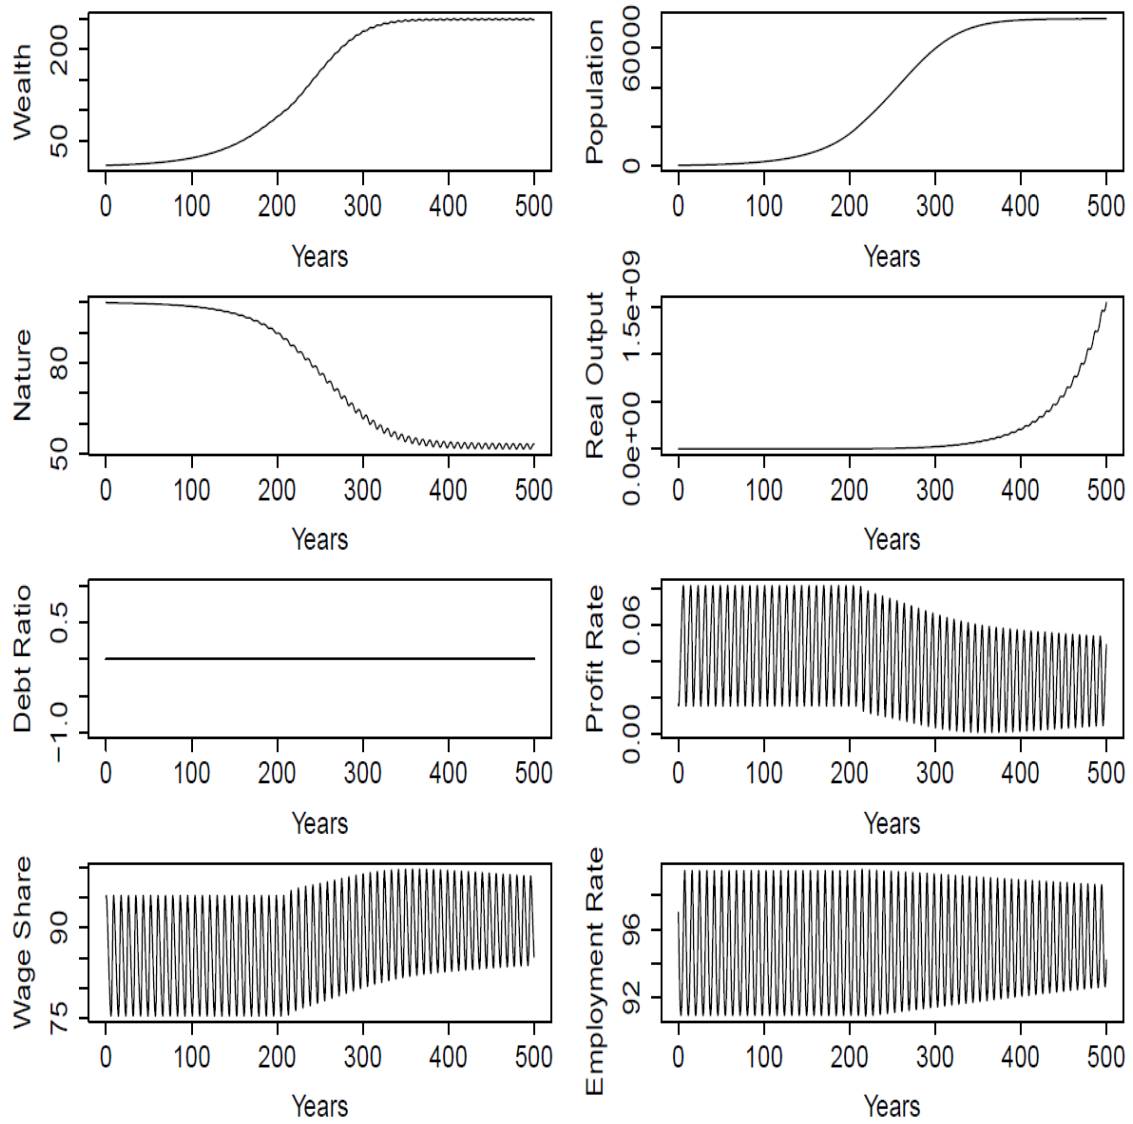 Wealth
50
200
0 100 200 300 400 500
Years
Population
0
60000
0 100 200 300 400 500
Years
Nature
50
80
0 100 200 300 400 500
Years
Real Output
0.0e+00
1.5e+09
0 100 200 300 400 500
Years
Debt Ratio
−1.0
0.5
0 100 200 300 400 500
Years
Profit Rate
0.00
0.06
0 100 200 300 400 500
Years
Wage Share
75
90
0 100 200 300 400 500
Years
Employment Rate
92
96
0 100 200 300 400 500
Years